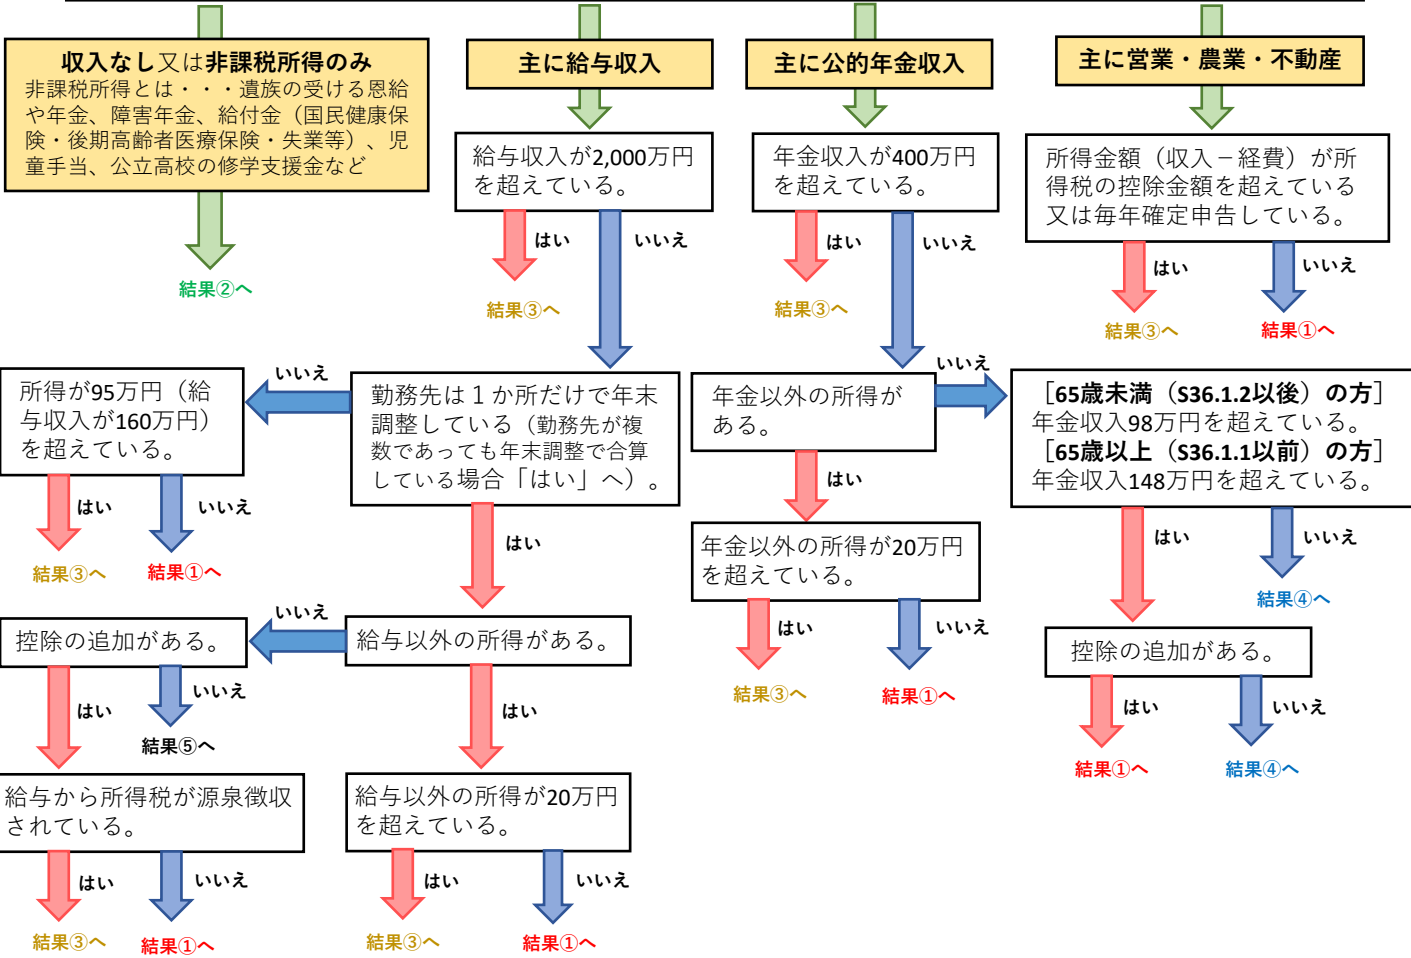 収入なし又は非課税所得のみ
非課税所得とは・・・遺族の受ける恩給
や年金、障害年金、給付金（国民健康保
険・後期高齢者医療保険・失業等）、児
童手当、公立高校の修学支援金など
結果②へ
主に給与収入
給与収入が2,000万円
を超えている。
はい
いいえ
結果③へ
主に公的年金収入
年金収入が400万円
を超えている。
はい
いいえ
結果③へ
主に営業・農業・不動産
所得金額（収入－経費）が所
得税の控除金額を超えている
又は毎年確定申告している。
はい
いいえ
結果③へ
結果①へ
いいえ
所得が95万円（給
与収入が160万円）
を超えている。
はい
いいえ
結果③へ
結果①へ
勤務先は１か所だけで年末
調整している（勤務先が複
数であっても年末調整で合算
している場合「はい」へ）。
はい
いいえ
控除の追加がある。
はい
いいえ
結果⑤へ
給与以外の所得がある。
はい
給与から所得税が源泉徴収
されている。
はい
いいえ
結果③へ
結果①へ
給与以外の所得が20万円
を超えている。
はい
いいえ
結果③へ
結果①へ
年金以外の所得が
ある。
いいえ
はい
年金以外の所得が20万円
を超えている。
はい
いいえ
結果③へ
結果①へ
［65歳未満（S36.1.2以後）の方］
年金収入98万円を超えている。
［65歳以上（S36.1.1以前）の方］
年金収入148万円を超えている。
はい
いいえ
結果④へ
控除の追加がある。
はい
いいえ
結果①へ
結果④へ